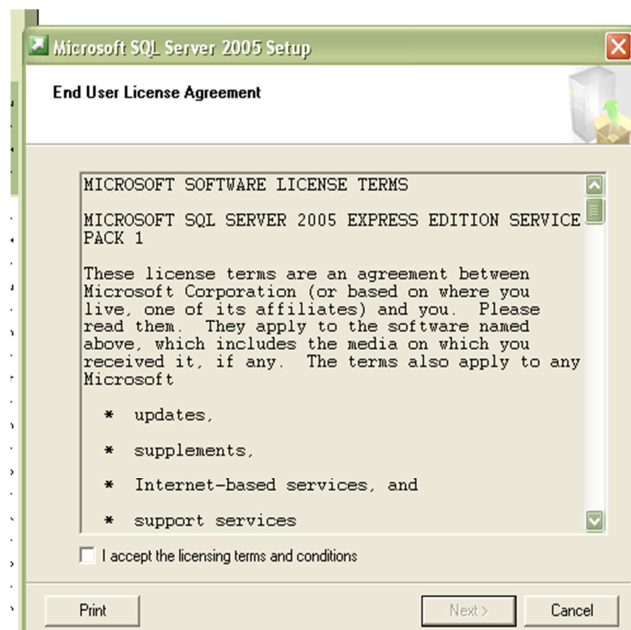 Microsoft SQL Server 2005 Setup
End User License Agreement
MICROSOFT SOFTWARE LICENSE TERMS
MICROSOFT SQL SERVER 2005 EXPRESS EDITION SERVICE
PACK 1
These license terms are an agreement between
Microsoft Corporation (or based on where you
live, one of its affiliates) and you.  Please
read them.  They apply to the software named
above, which includes the media on which you
received it, if any.  The terms also apply to any
Microsoft
* updates,
* supplements,
* Internet-based services, and
* support services
I accept the licensing terms and conditions
Print
Next >
Cancel